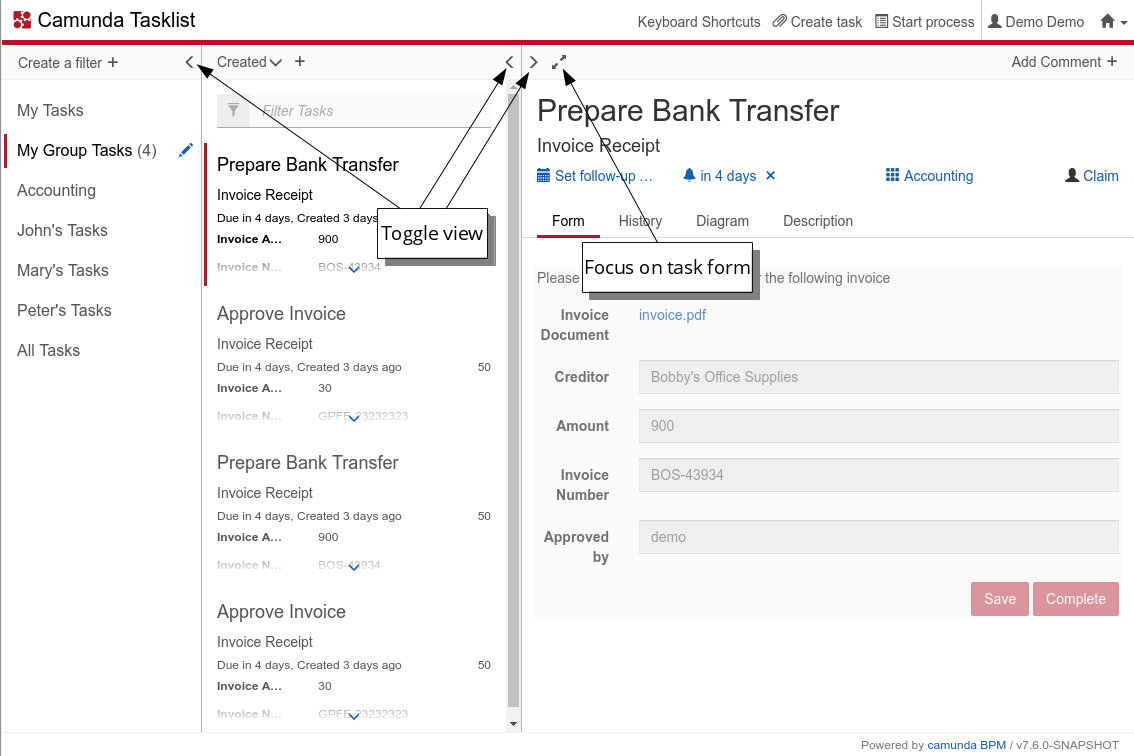 Camunda Tasklist
Keyboard Shortcuts Create task Start process Demo Demo
Create a filter +
Created +
Add Comment +
My Tasks
My Group Tasks (4)
Accounting
John's Tasks
Mary's Tasks
Peter's Tasks
All Tasks
Filter Tasks
Prepare Bank Transfer
Invoice Receipt
Due in 4 days, Created 3 days
Invoice A... 900
Invoice N... BOS-43934
Approve Invoice
Invoice Receipt
Due in 4 days, Created 3 days ago 50
Invoice A... 30
Invoice N... GPFE-23232323
Prepare Bank Transfer
Invoice Receipt
Due in 4 days, Created 3 days ago 50
Invoice A... 900
Invoice N... BOS-43934
Approve Invoice
Invoice Receipt
Due in 4 days, Created 3 days ago 50
Invoice A... 30
Invoice N... GPFE-23232323
Toggle view
Prepare Bank Transfer
Invoice Receipt
Set follow-up ... in 4 days × Accounting Claim
Form History Diagram Description
Focus on task form
Please
the following invoice
Invoice
Document
invoice.pdf
Creditor Bobby's Office Supplies
Amount 900
Invoice
Number
BOS-43934
Approved
by
demo
Save Complete
Powered by camunda BPM / v7.6.0-SNAPSHOT